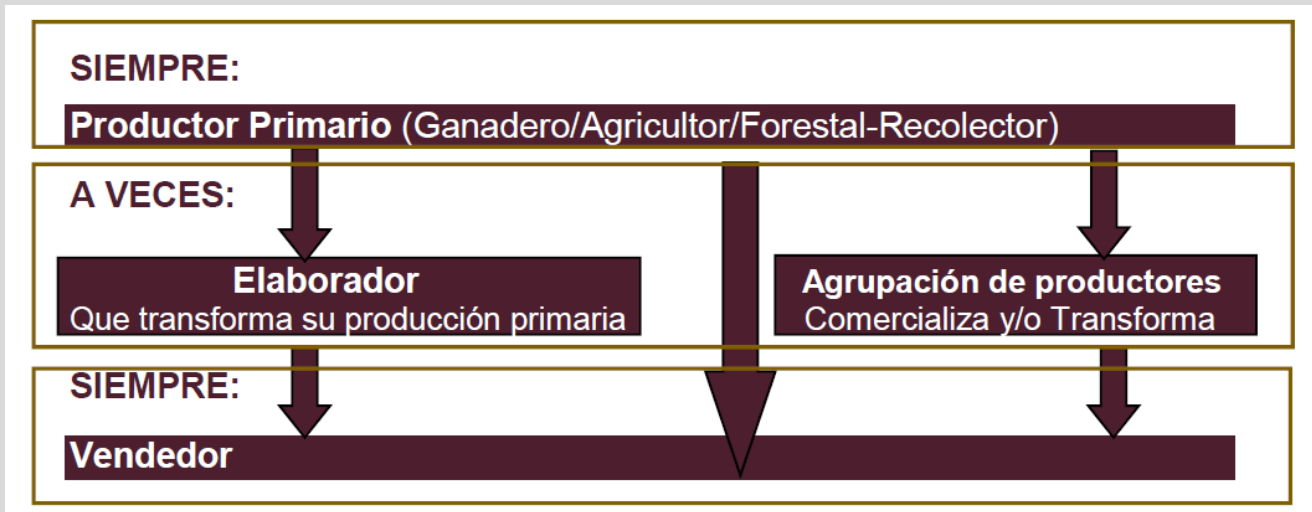 SIEMPRE:
Productor Primario (Ganadero/Agricultor/Forestal-Recolector)
A VECES:
Elaborador
Que transforma su producción primaria
Agrupación de productores
Comercializa y/o Transforma
SIEMPRE:
Vendedor